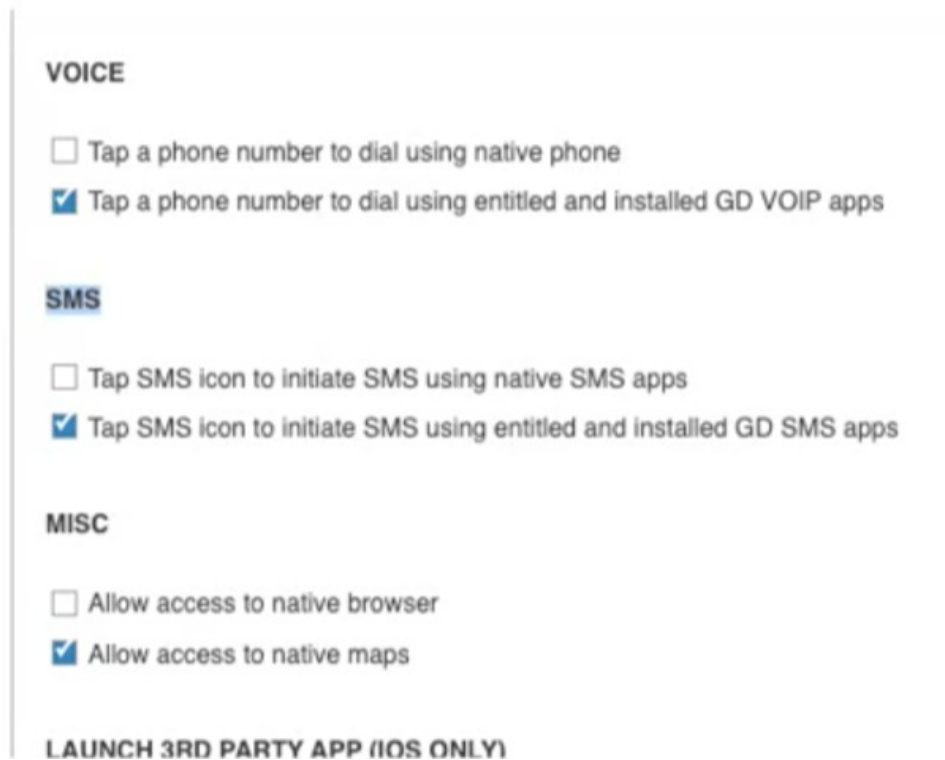 VOICE
Tap a phone number to dial using native phone
Tap a phone number to dial using entitled and installed GD VOIP apps
SMS
Tap SMS icon to initiate SMS using native SMS apps
Tap SMS icon to initiate SMS using entitled and installed GD SMS apps
MISC
Allow access to native browser
Allow access to native maps
LAUNCH 3RD PARTY APP (IOS ONLY)